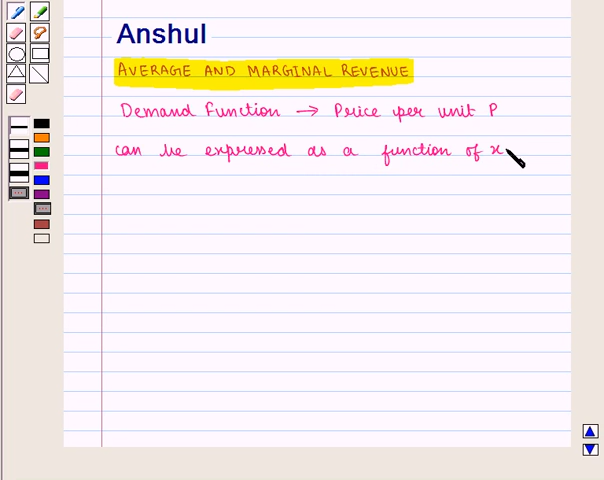 Anshul
AVERAGE AND MARGINAL REVENUE
Demand Function → Price per unit P
can be expressed as a function of x